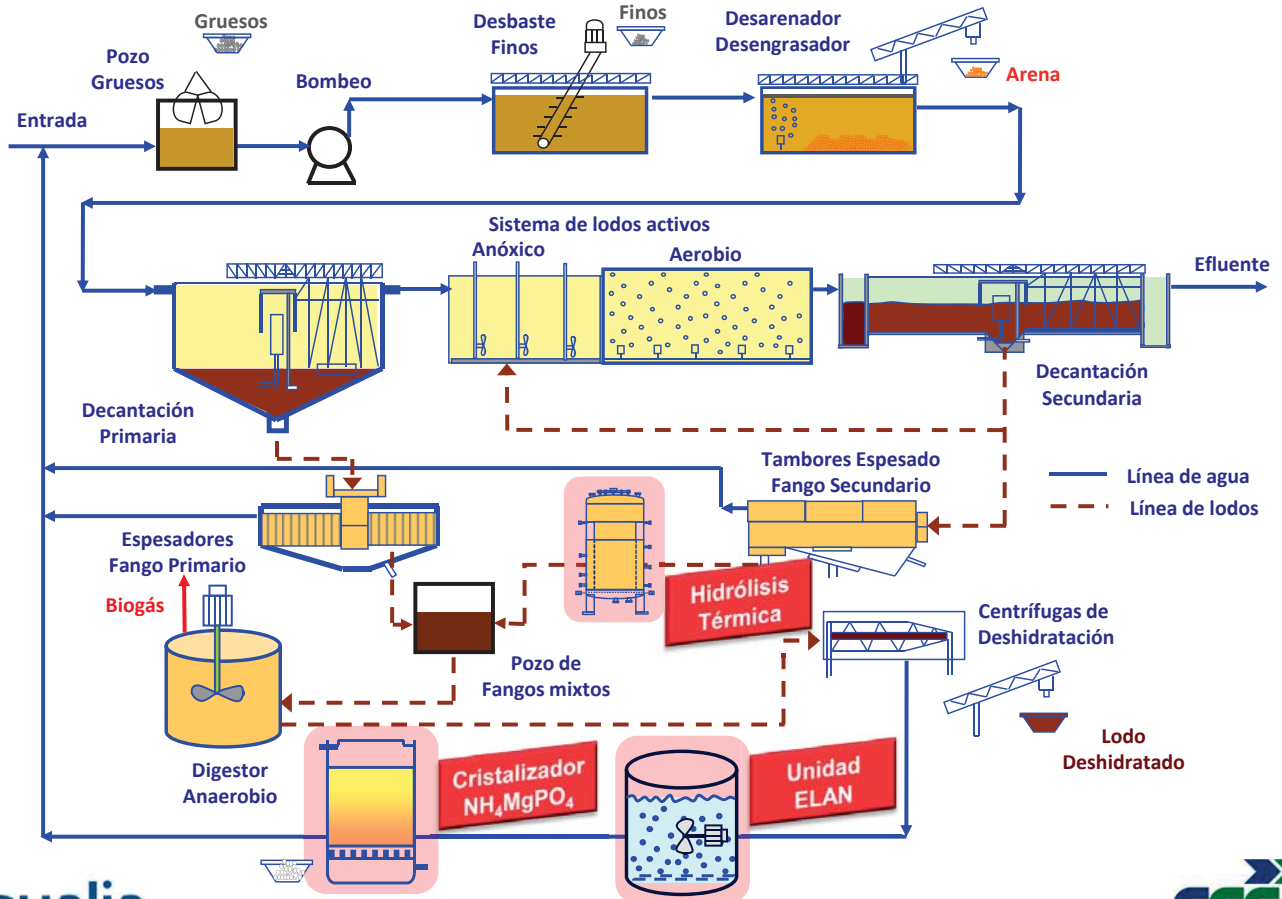 Gruesos
Finos
Desbaste
Finos
Desarenador
Desengrasador
Arena
Pozo
Gruesos
Bombeo
Entrada
Sistema de lodos activos
Anóxico
Aerobio
Efluente
Decantación
Primaria
Decantación
Secundaria
Tambores Espesado
Fango Secundario
Línea de agua
Línea de lodos
Espesadores
Fango Primario
Biogás
Hidrólisis
Térmica
Centrífugas de
Deshidratación
Pozo de
Fangos mixtos
Lodo
Deshidratado
Digestor
Anaerobio
Cristalizador
NH₄MgPO₄
Unidad
ELAN